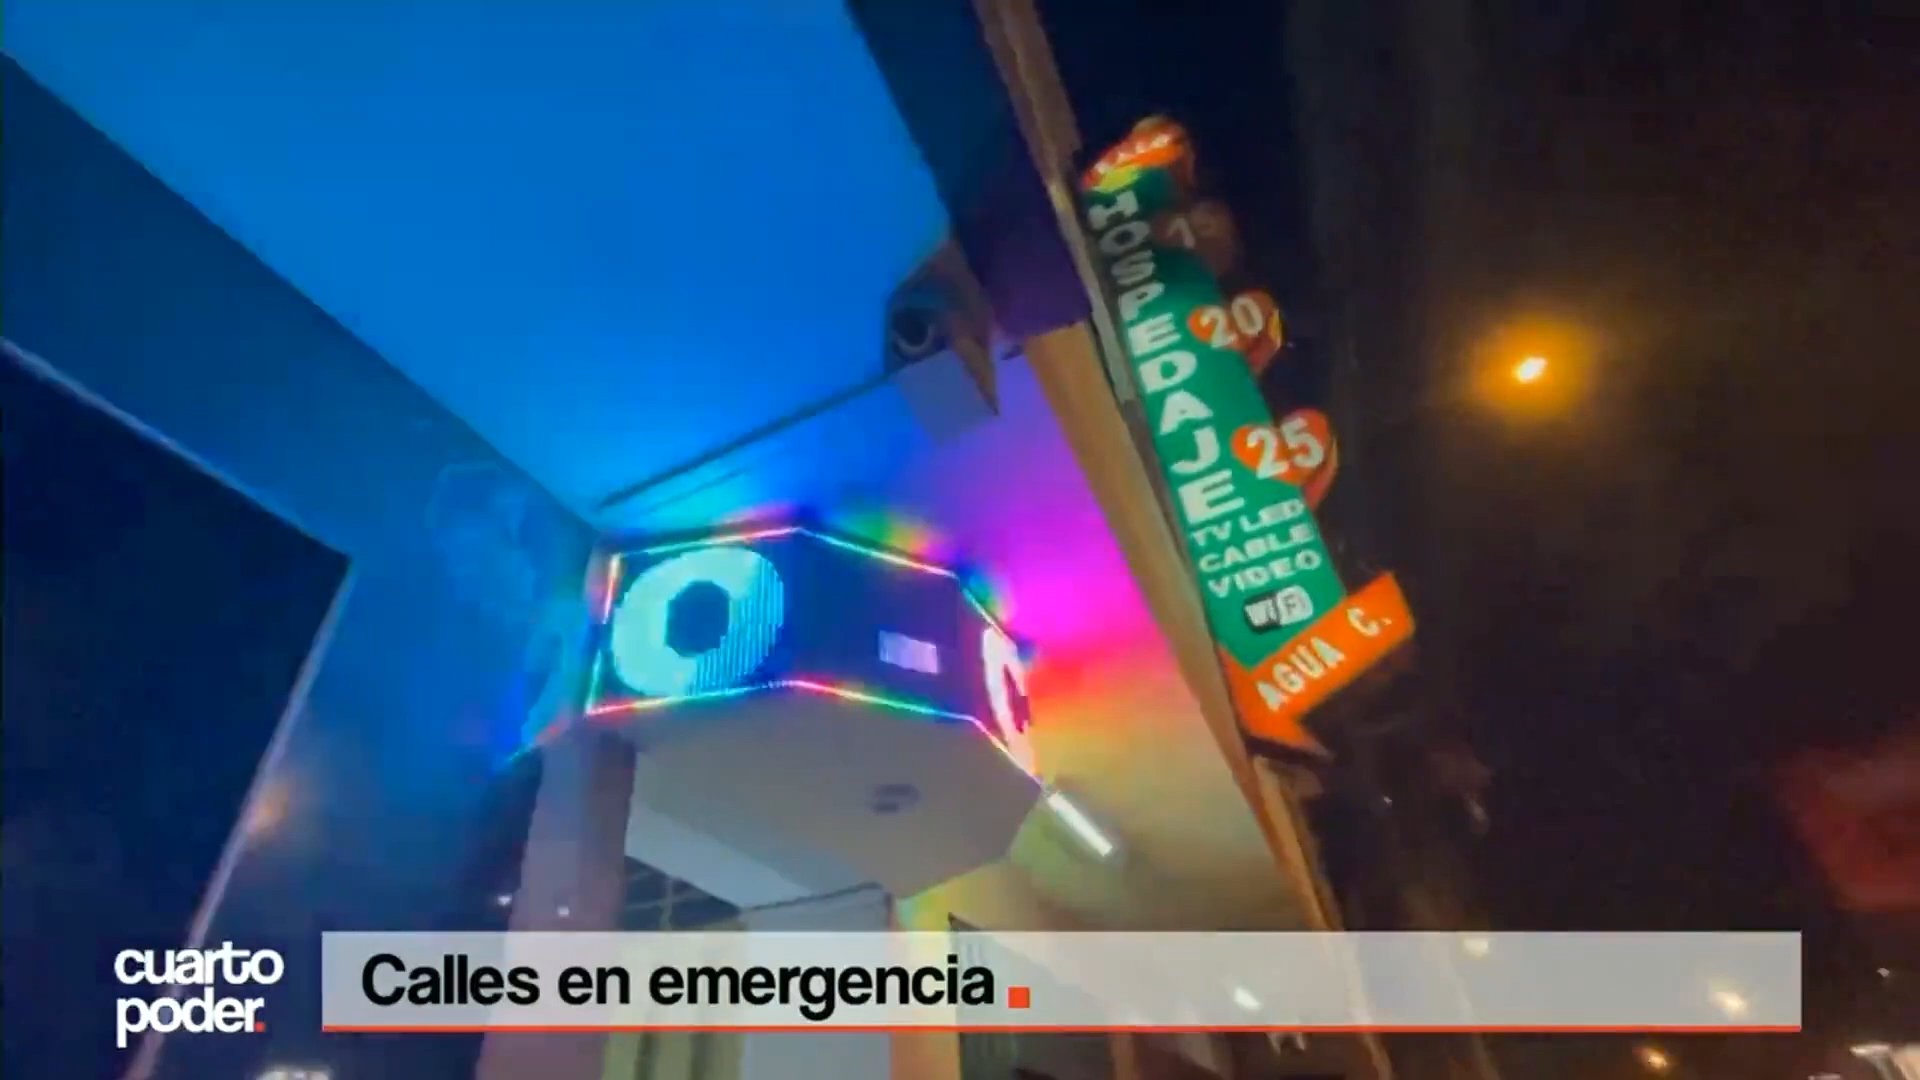 HOSPEDAJE
20
25
TV LED
CABLE
VIDEO
WiFi
AGUA C.
cuarto
poder.
Calles en emergencia